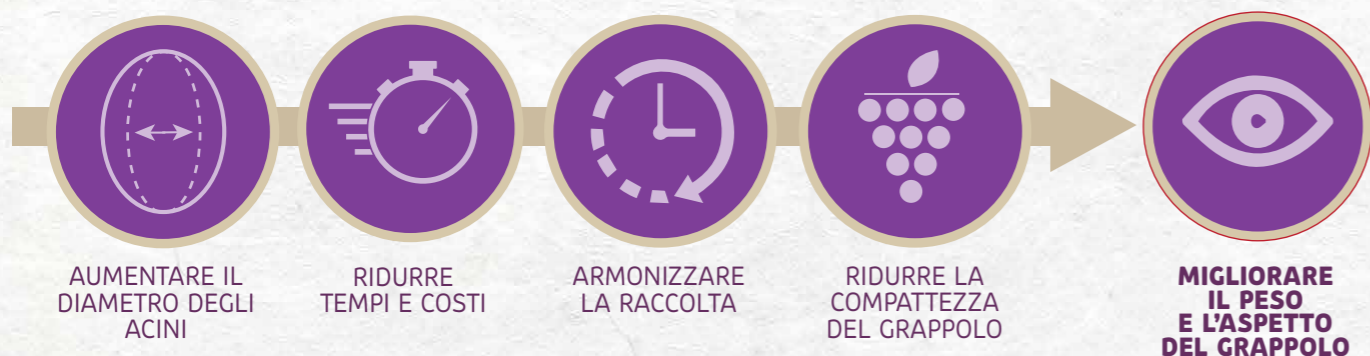 AUMENTARE IL
DIAMETRO DEGLI
ACINI
RIDURRE
TEMPI E COSTI
ARMONIZZARE
LA RACCOLTA
RIDURRE LA
COMPATTEZZA
DEL GRAPPOLO
MIGLIORARE
IL PESO
E L'ASPETTO
DEL GRAPPOLO